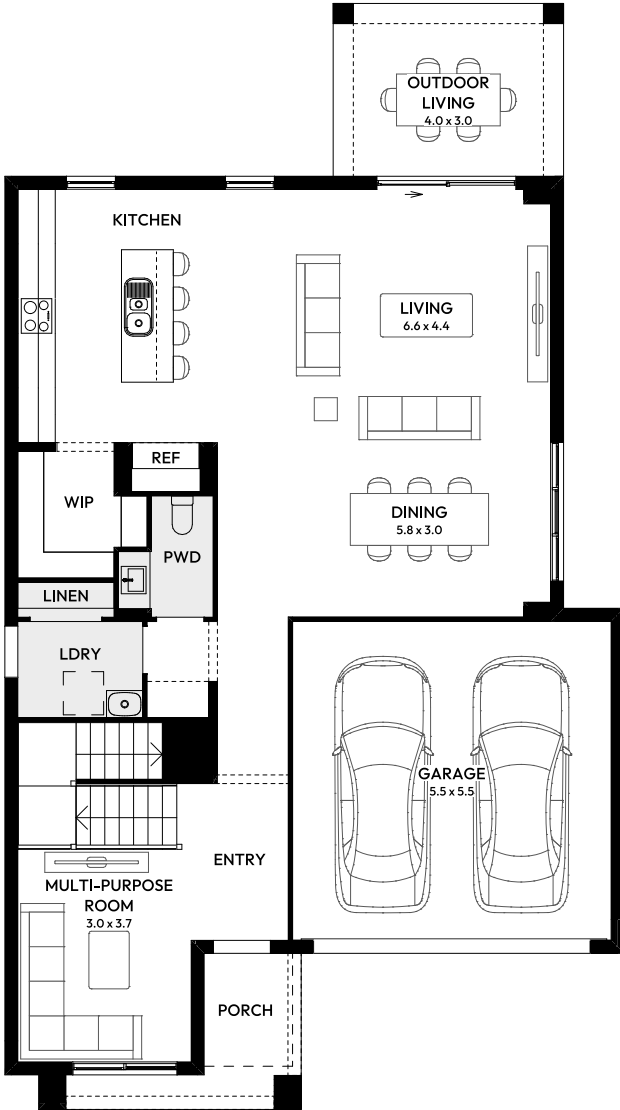 OUTDOOR
LIVING
4.0 x 3.0
KITCHEN
LIVING
6.6 x 4.4
REF
WIP
DINING
5.8 x 3.0
PWD
LINEN
LDRY
GARAGE
5.5 x 5.5
ENTRY
MULTI-PURPOSE
ROOM
3.0 x 3.7
PORCH